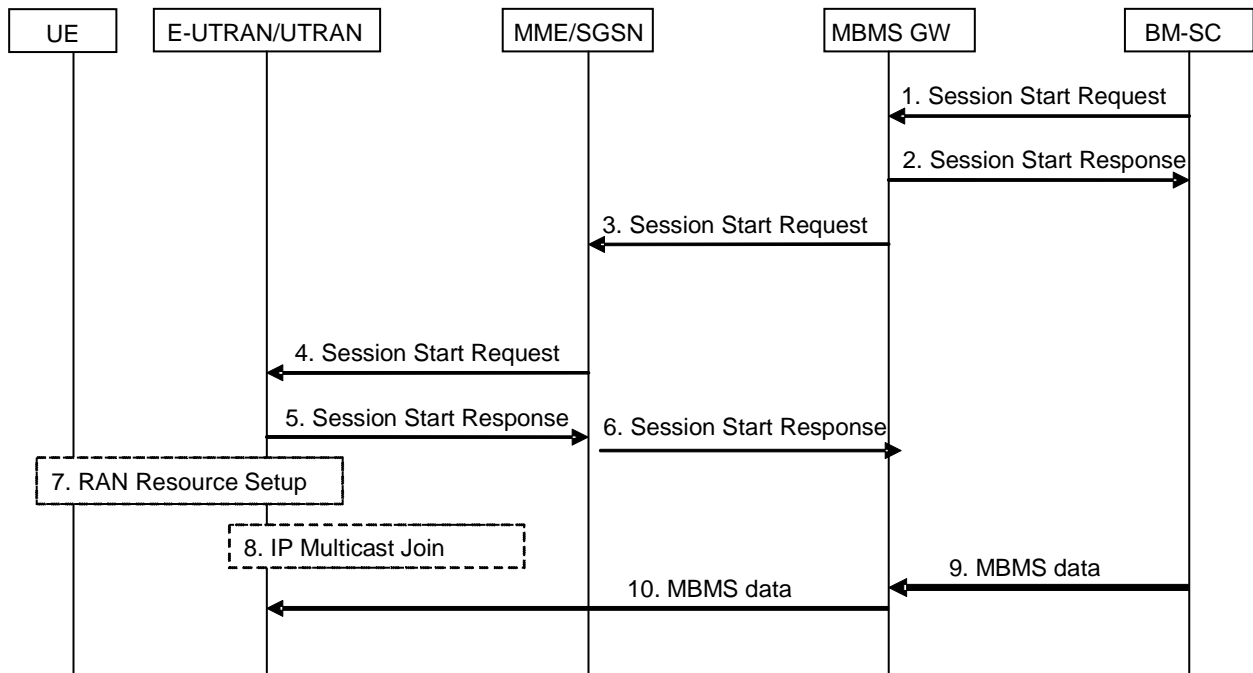 UE
E-UTRAN/UTRAN
MME/SGSN
MBMS GW
BM-SC
1. Session Start Request
2. Session Start Response
3. Session Start Request
4. Session Start Request
5. Session Start Response
6. Session Start Response
7. RAN Resource Setup
8. IP Multicast Join
9. MBMS data
10. MBMS data